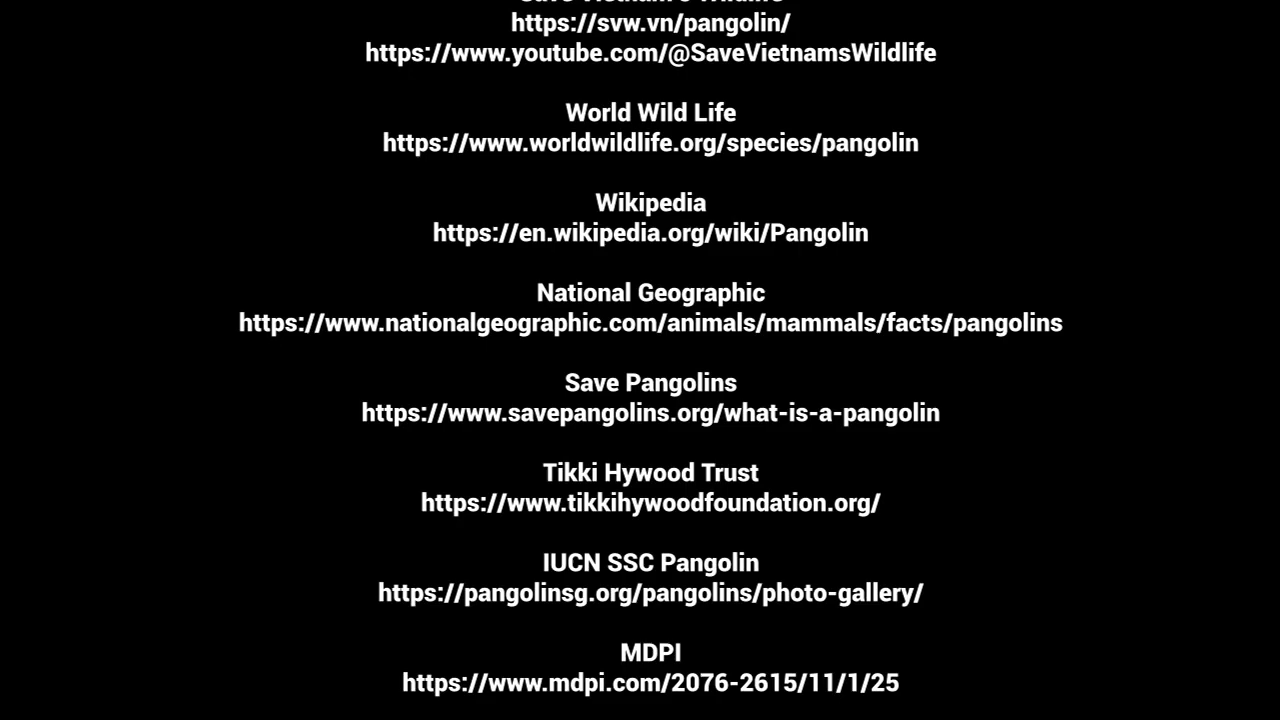 Save Vietnam's Wildlife
https://svw.vn/pangolin/
https://www.youtube.com/@SaveVietnamsWildlife
World Wild Life
https://www.worldwildlife.org/species/pangolin
Wikipedia
https://en.wikipedia.org/wiki/Pangolin
National Geographic
https://www.nationalgeographic.com/animals/mammals/facts/pangolins
Save Pangolins
https://www.savepangolins.org/what-is-a-pangolin
Tikki Hywood Trust
https://www.tikkihywoodfoundation.org/
IUCN SSC Pangolin
https://pangolinsg.org/pangolins/photo-gallery/
MDPI
https://www.mdpi.com/2076-2615/11/1/25